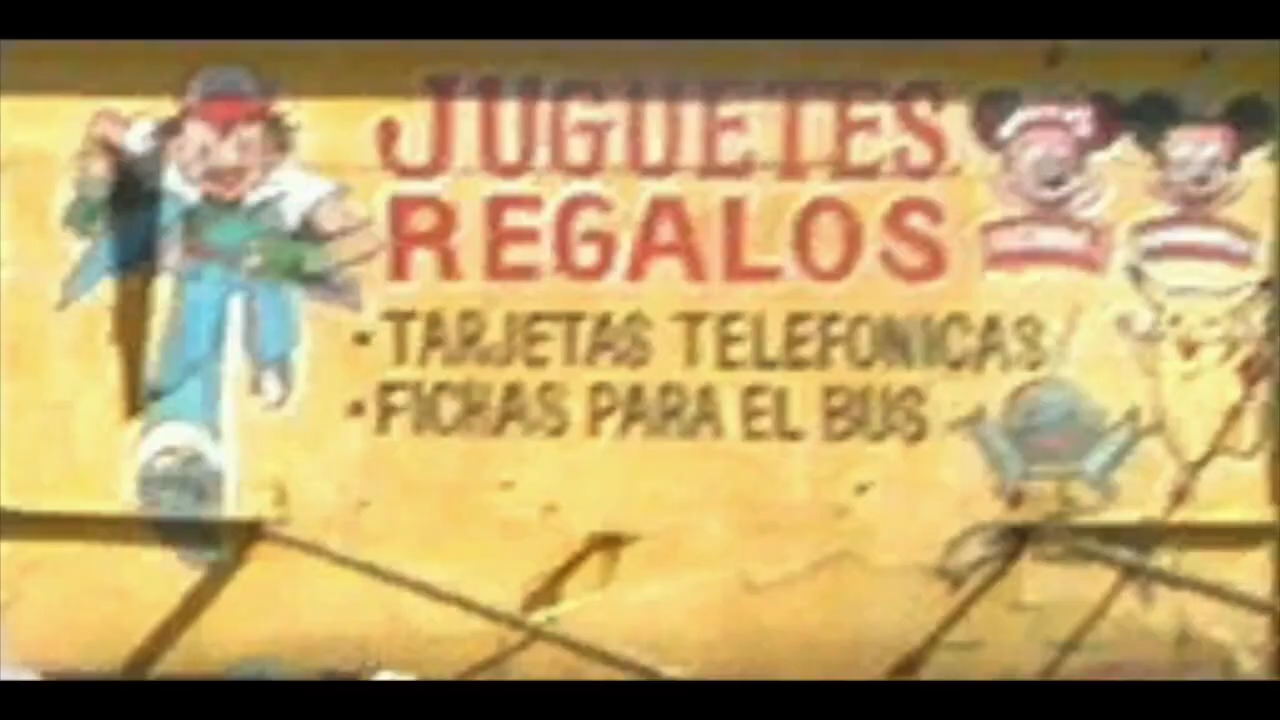 JUGUETES
REGALOS
• TARJETAS TELEFONICAS
• FICHAS PARA EL BUS